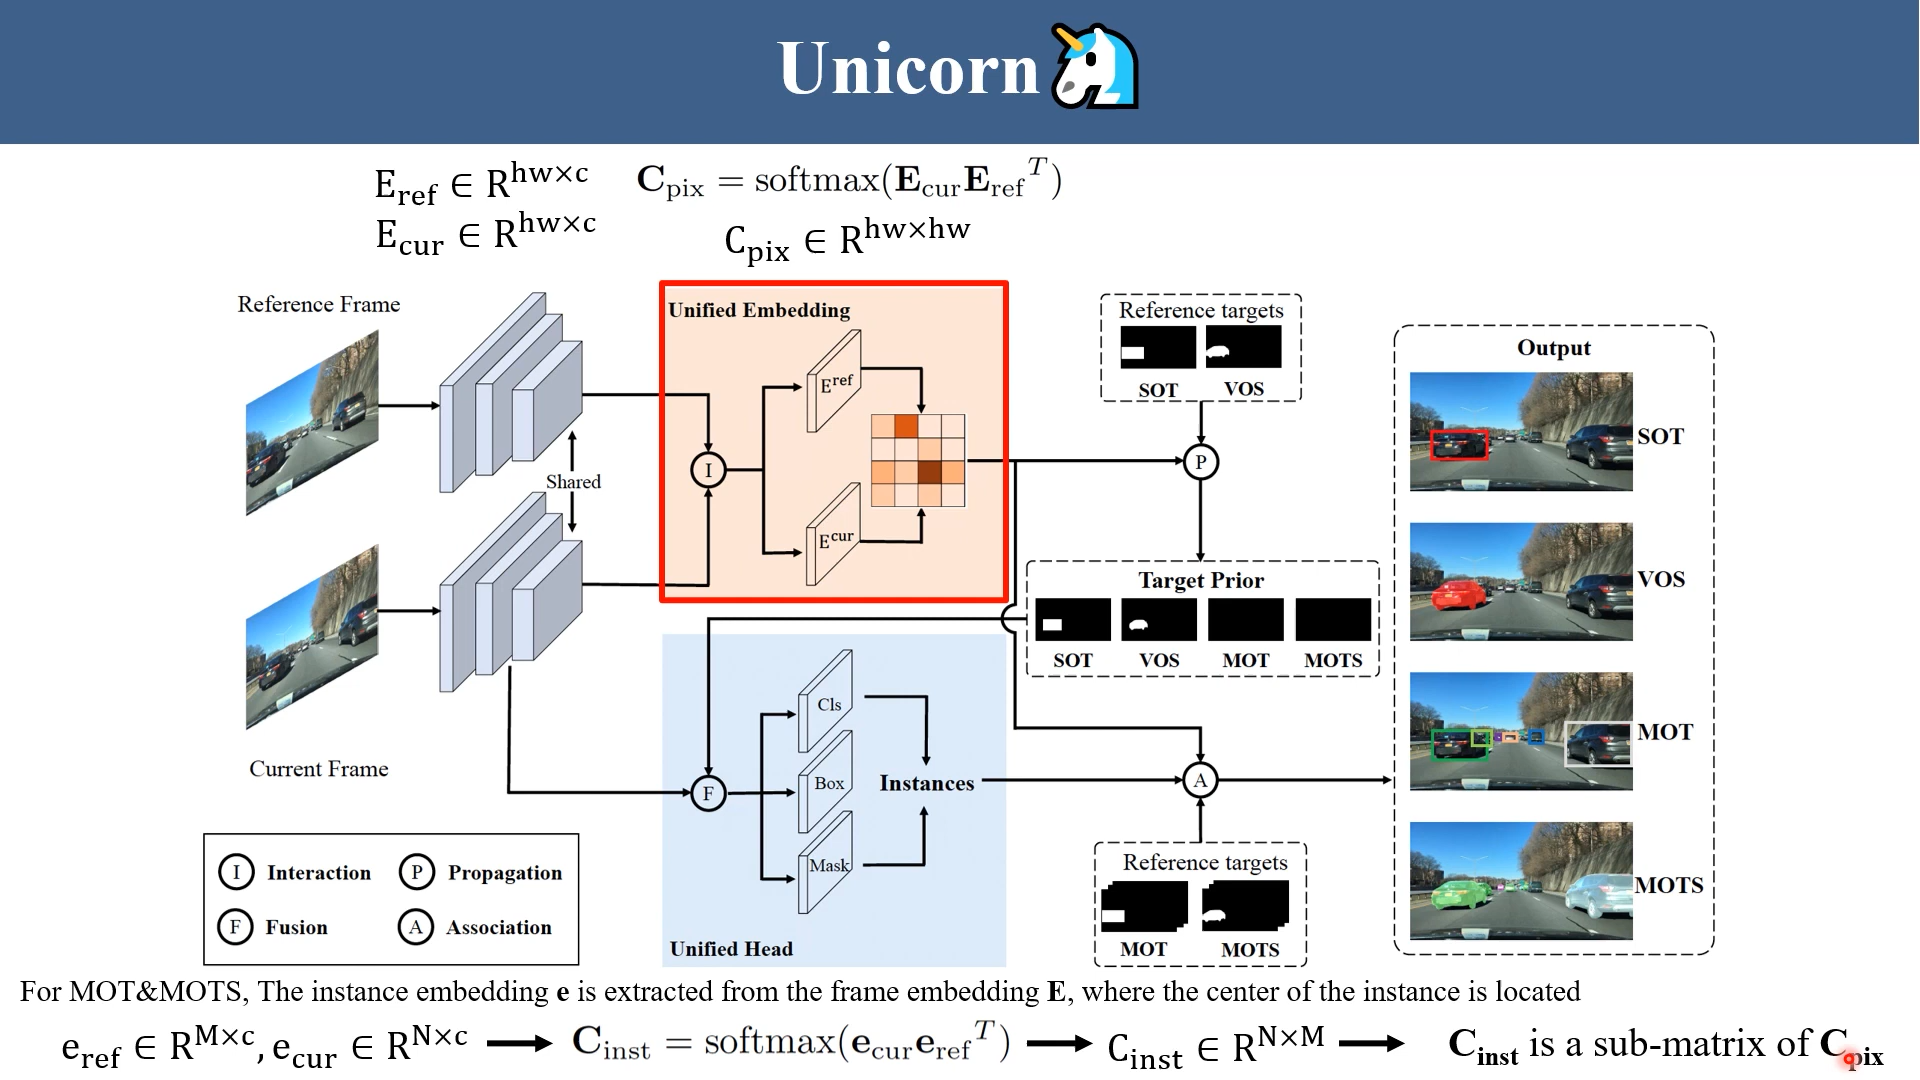 Unicorn
E_ref ∈ R^hw×c
E_cur ∈ R^hw×c
C_pix = softmax(E_cur E_ref^T)
C_pix ∈ R^hw×hw
Reference Frame
Current Frame
Shared
Unified Embedding
I
E^ref
E^cur
Reference targets
SOT VOS
P
Target Prior
SOT VOS MOT MOTS
F
Cls
Box
Mask
Instances
Unified Head
A
Reference targets
MOT MOTS
Output
SOT
VOS
MOT
MOTS
I Interaction P Propagation
F Fusion A Association
For MOT&MOTS, The instance embedding e is extracted from the frame embedding E, where the center of the instance is located
e_ref ∈ R^M×c, e_cur ∈ R^N×c → C_inst = softmax(e_cur e_ref^T) → C_inst ∈ R^N×M → C_inst is a sub-matrix of C_pix